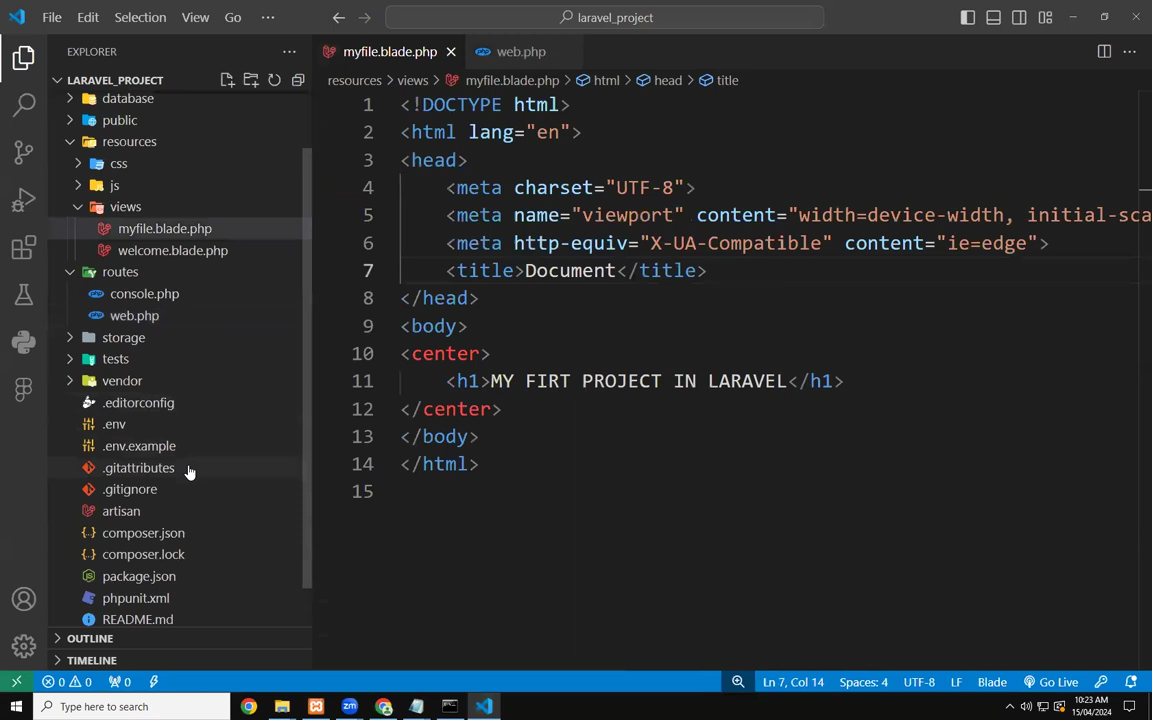 File Edit Selection View Go ··· laravel_project
EXPLORER ···
LARAVEL_PROJECT
database
public
resources
css
js
views
myfile.blade.php
welcome.blade.php
routes
console.php
web.php
storage
tests
vendor
.editorconfig
.env
.env.example
.gitattributes
.gitignore
artisan
composer.json
composer.lock
package.json
phpunit.xml
README.md
OUTLINE
TIMELINE
myfile.blade.php web.php
resources > views > myfile.blade.php > html > head > title
1 <!DOCTYPE html>
2 <html lang="en">
3 <head>
4 <meta charset="UTF-8">
5 <meta name="viewport" content="width=device-width, initial-sca
6 <meta http-equiv="X-UA-Compatible" content="ie=edge">
7 <title>Document</title>
8 </head>
9 <body>
10 <center>
11 <h1>MY FIRT PROJECT IN LARAVEL</h1>
12 </center>
13 </body>
14 </html>
15
0 0 0 Ln 7, Col 14 Spaces: 4 UTF-8 LF Blade Go Live
Type here to search
10:23 AM
15/04/2024